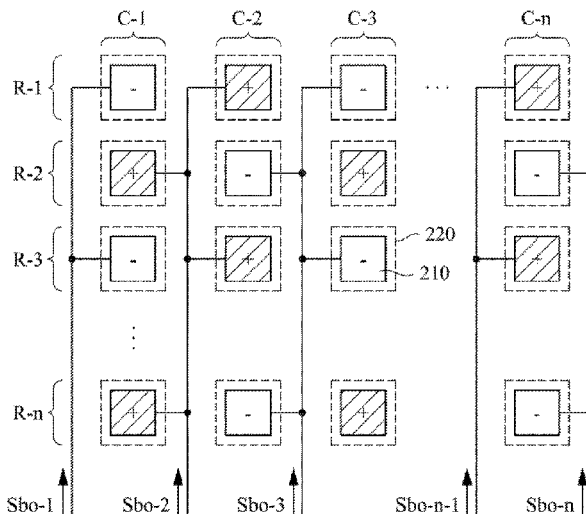 C-1 C-2 C-3 C-n
R-1 - + - ... +
R-2 + - + -
R-3 - + - +
220
210
R-n + - + -
Sbo-1 Sbo-2 Sbo-3 Sbo-n-1 Sbo-n